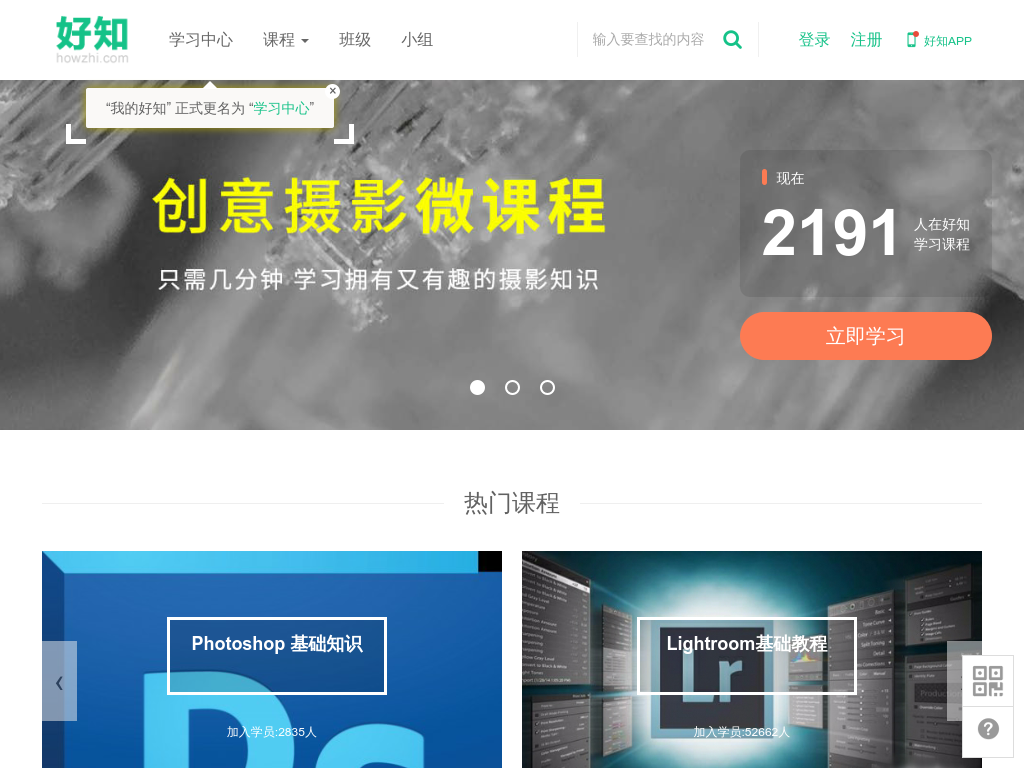 好知
howzhi.com
学习中心
课程
班级
小组
输入要查找的内容
登录
注册
好知APP
“我的好知” 正式更名为 “学习中心”
×
创意摄影微课程
只需几分钟 学习拥有又有趣的摄影知识
现在
2191
人在好知
学习课程
立即学习
热门课程
Photoshop 基础知识
加入学员:2835人
Lightroom基础教程
Lr
加入学员:52662人
Ps
?